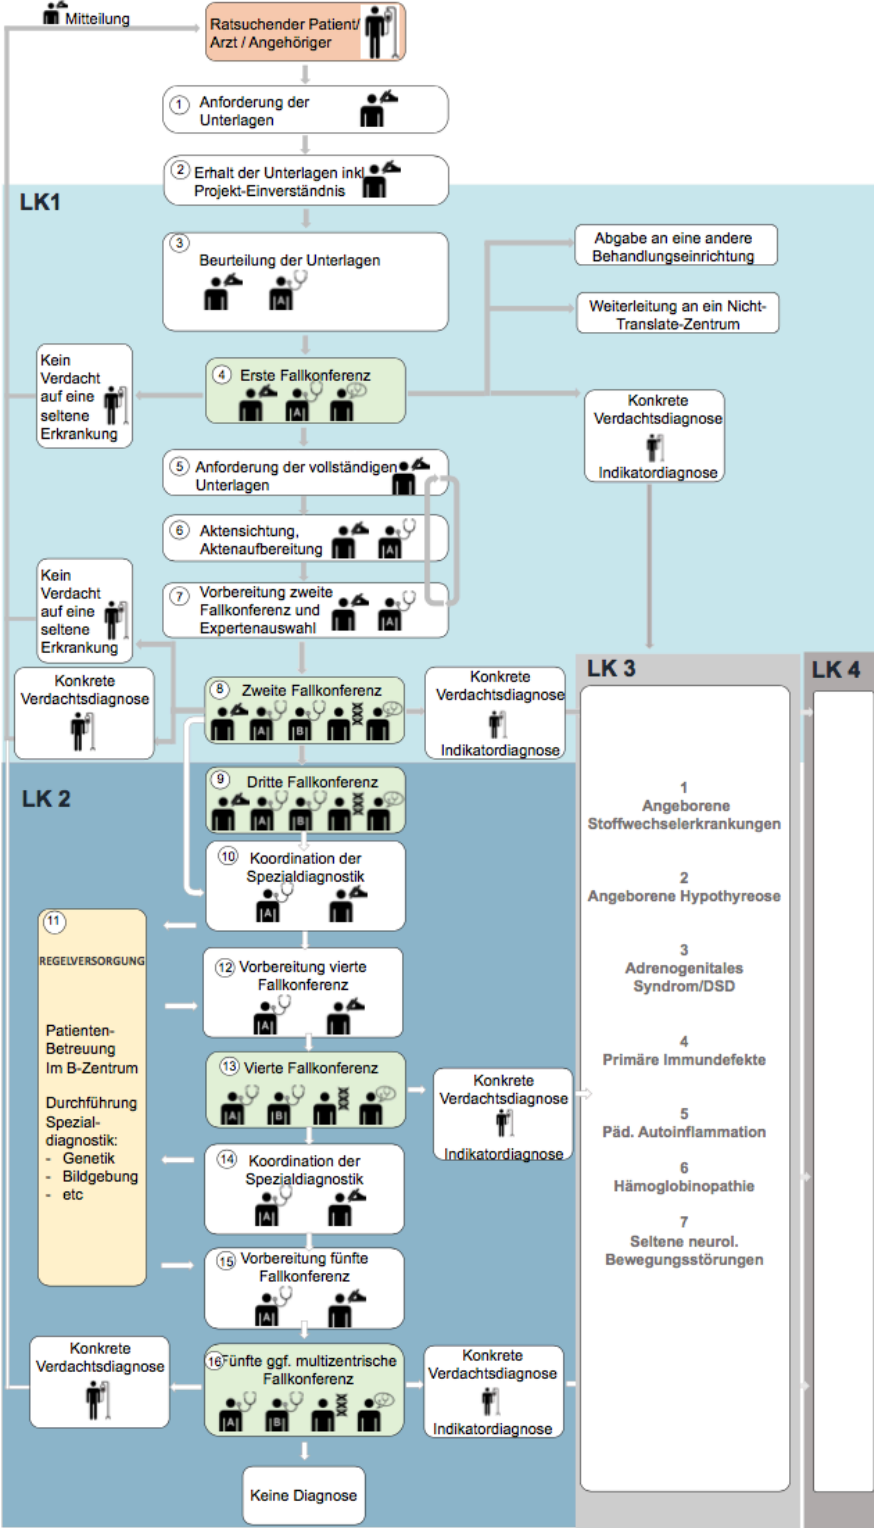 Mitteilung
Ratsuchender Patient/
Arzt / Angehöriger
1
Anforderung der
Unterlagen
2
Erhalt der Unterlagen inkl
Projekt-Einverständnis
LK1
3
Beurteilung der Unterlagen
A
Abgabe an eine andere
Behandlungseinrichtung
Weiterleitung an ein Nicht-
Translate-Zentrum
Kein
Verdacht
auf eine
seltene
Erkrankung
4
Erste Fallkonferenz
A
Konkrete
Verdachtsdiagnose
Indikatordiagnose
5
Anforderung der vollständigen
Unterlagen
6
Aktensichtung,
Aktenaufbereitung
A
7
Vorbereitung zweite
Fallkonferenz und
Expertenauswahl
A
Kein
Verdacht
auf eine
seltene
Erkrankung
Konkrete
Verdachtsdiagnose
8
Zweite Fallkonferenz
A
B
Konkrete
Verdachtsdiagnose
Indikatordiagnose
LK 3
LK 4
LK 2
9
Dritte Fallkonferenz
A
B
10
Koordination der
Spezialdiagnostik
A
11
REGELVERSORGUNG
Patienten-
Betreuung
Im B-Zentrum
Durchführung
Spezial-
diagnostik:
- Genetik
- Bildgebung
- etc
12
Vorbereitung vierte
Fallkonferenz
A
13
Vierte Fallkonferenz
A
B
Konkrete
Verdachtsdiagnose
Indikatordiagnose
14
Koordination der
Spezialdiagnostik
A
15
Vorbereitung fünfte
Fallkonferenz
A
16
Fünfte ggf. multizentrische
Fallkonferenz
A
B
Konkrete
Verdachtsdiagnose
Konkrete
Verdachtsdiagnose
Indikatordiagnose
Keine Diagnose
1
Angeborene
Stoffwechselerkrankungen
2
Angeborene Hypothyreose
3
Adrenogenitales
Syndrom/DSD
4
Primäre Immundefekte
5
Päd. Autoinflammation
6
Hämoglobinopathie
7
Seltene neurol.
Bewegungsstörungen